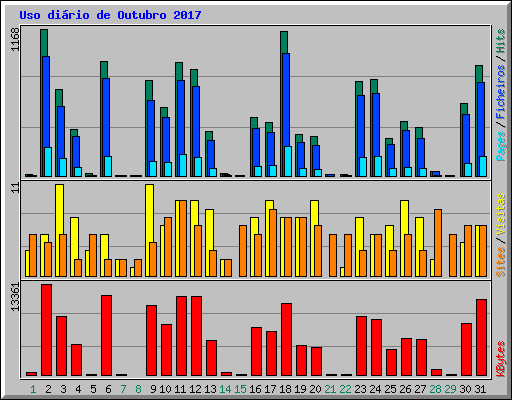 Uso diário de Outubro 2017
1168
Pages / Ficheiros / Hits
11
Sites / Visitas
13361
KBytes
1 2 3 4 5 6 7 8 9 10 11 12 13 14 15 16 17 18 19 20 21 22 23 24 25 26 27 28 29 30 31